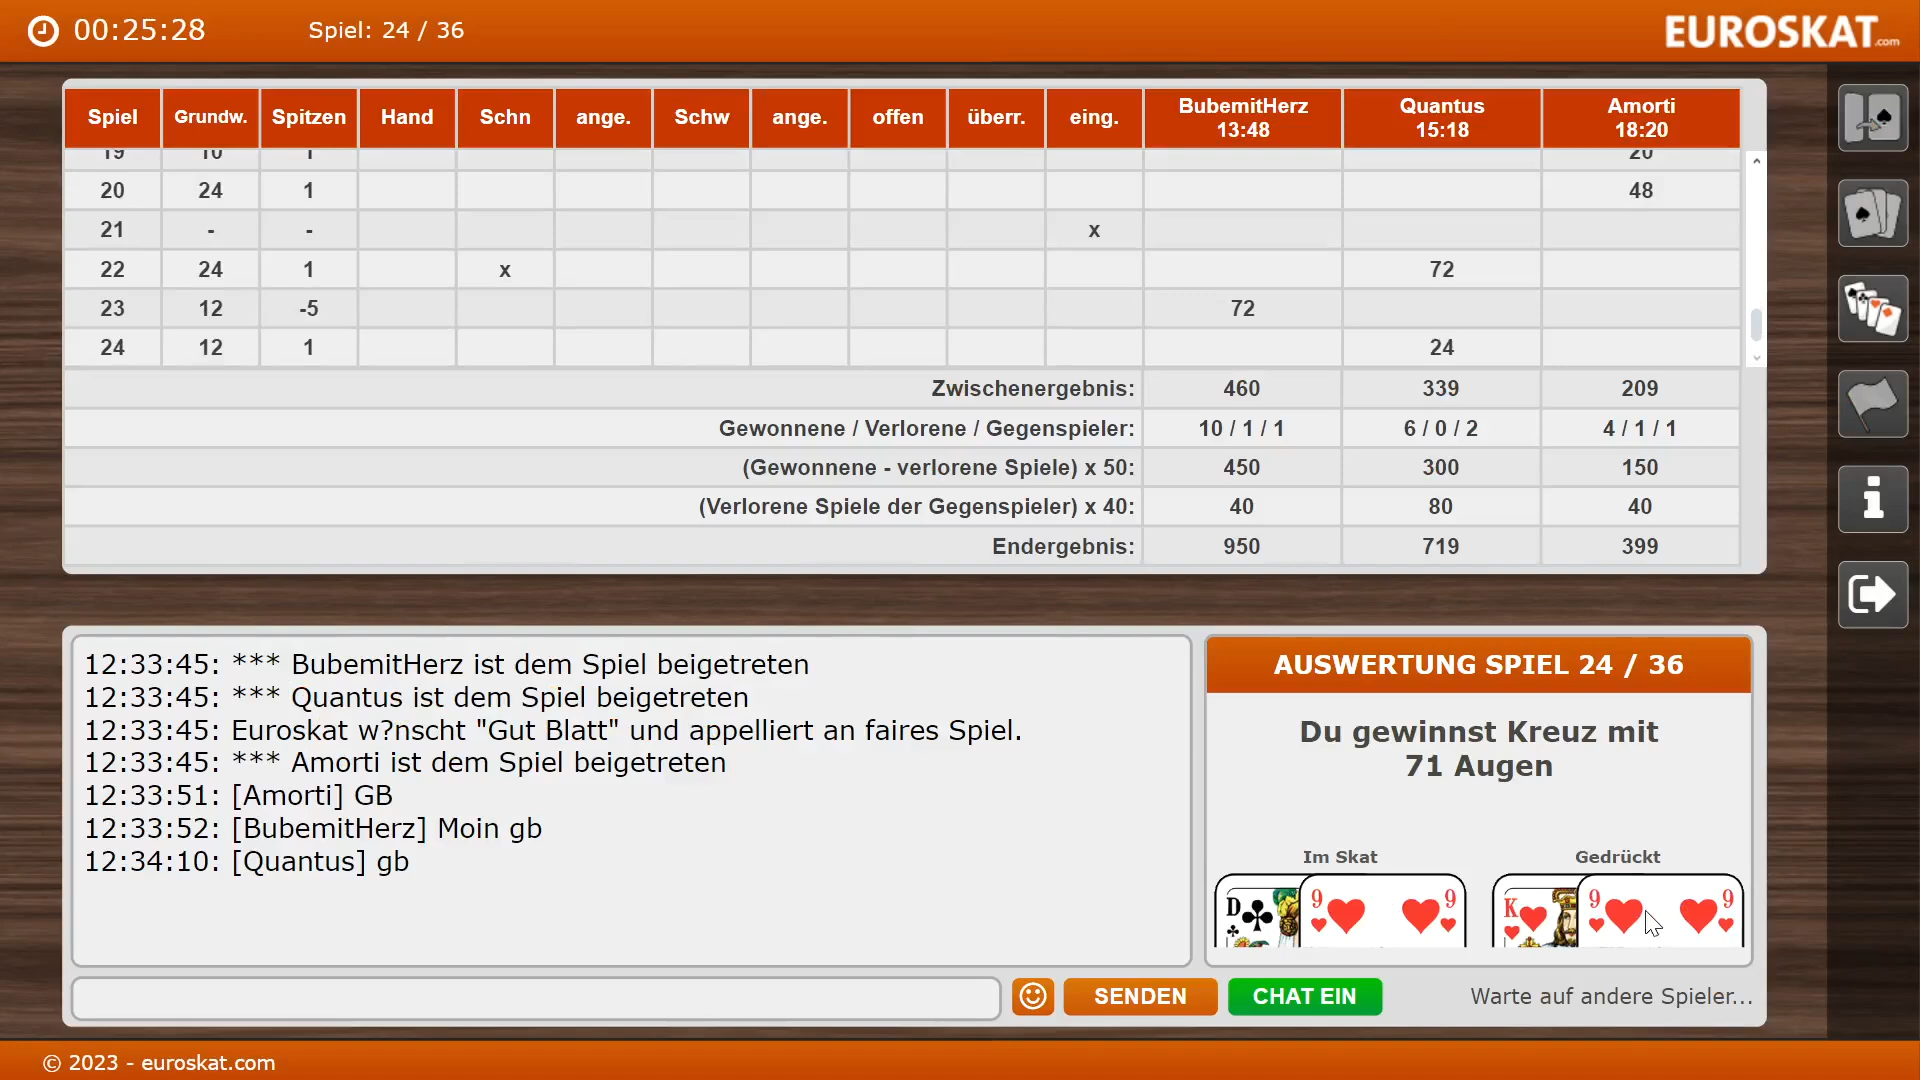 00:25:28 Spiel: 24 / 36 EUROSKAT.com
Spiel Grundw. Spitzen Hand Schn ange. Schw ange. offen überr. eing. BubemitHerz 13:48 Quantus 15:18 Amorti 18:20
19 10 1 20
20 24 1 48
21 - - x
22 24 1 x 72
23 12 -5 72
24 12 1 24
Zwischenergebnis: 460 339 209
Gewonnene / Verlorene / Gegenspieler: 10 / 1 / 1 6 / 0 / 2 4 / 1 / 1
(Gewonnene - verlorene Spiele) x 50: 450 300 150
(Verlorene Spiele der Gegenspieler) x 40: 40 80 40
Endergebnis: 950 719 399
12:33:45: *** BubemitHerz ist dem Spiel beigetreten
12:33:45: *** Quantus ist dem Spiel beigetreten
12:33:45: Euroskat w?nscht "Gut Blatt" und appelliert an faires Spiel.
12:33:45: *** Amorti ist dem Spiel beigetreten
12:33:51: [Amorti] GB
12:33:52: [BubemitHerz] Moin gb
12:34:10: [Quantus] gb
AUSWERTUNG SPIEL 24 / 36
Du gewinnst Kreuz mit
71 Augen
Im Skat Gedrückt
D 9 9 K 9 9
SENDEN CHAT EIN Warte auf andere Spieler...
© 2023 - euroskat.com